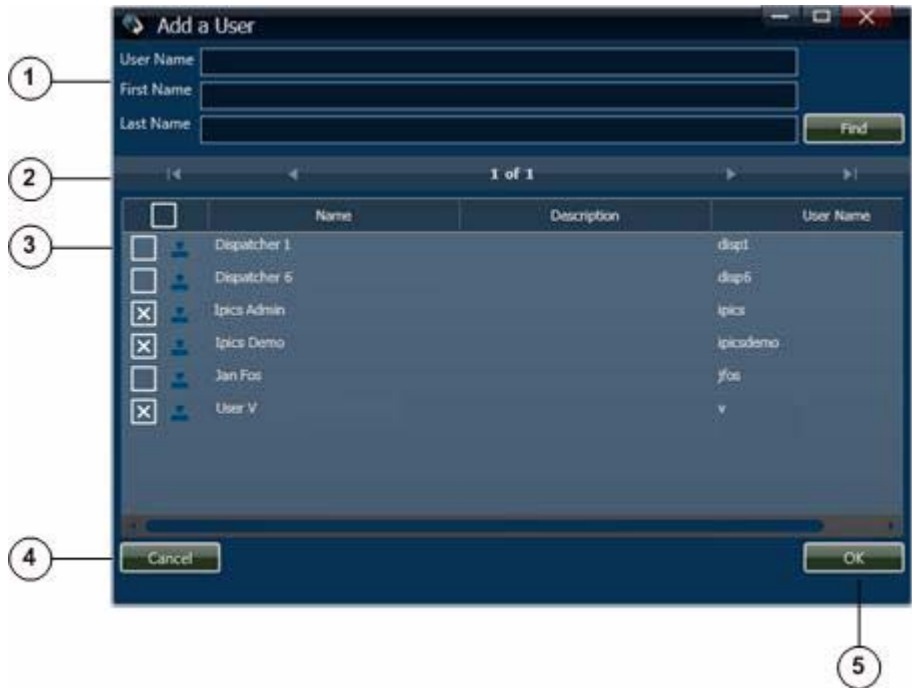 Add a User
1
User Name
First Name
Last Name
Find
2
1 of 1
Name Description User Name
3
Dispatcher 1 disp1
Dispatcher 6 disp6
Ipics Admin ipics
Ipics Demo ipicsdemo
Jan Fos jfos
User V v
4
Cancel OK
5